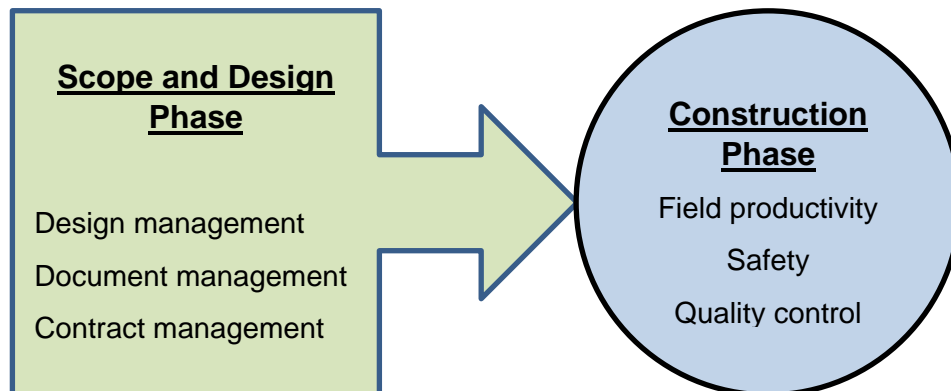 Scope and Design
Phase
Design management
Document management
Contract management
Construction
Phase
Field productivity
Safety
Quality control